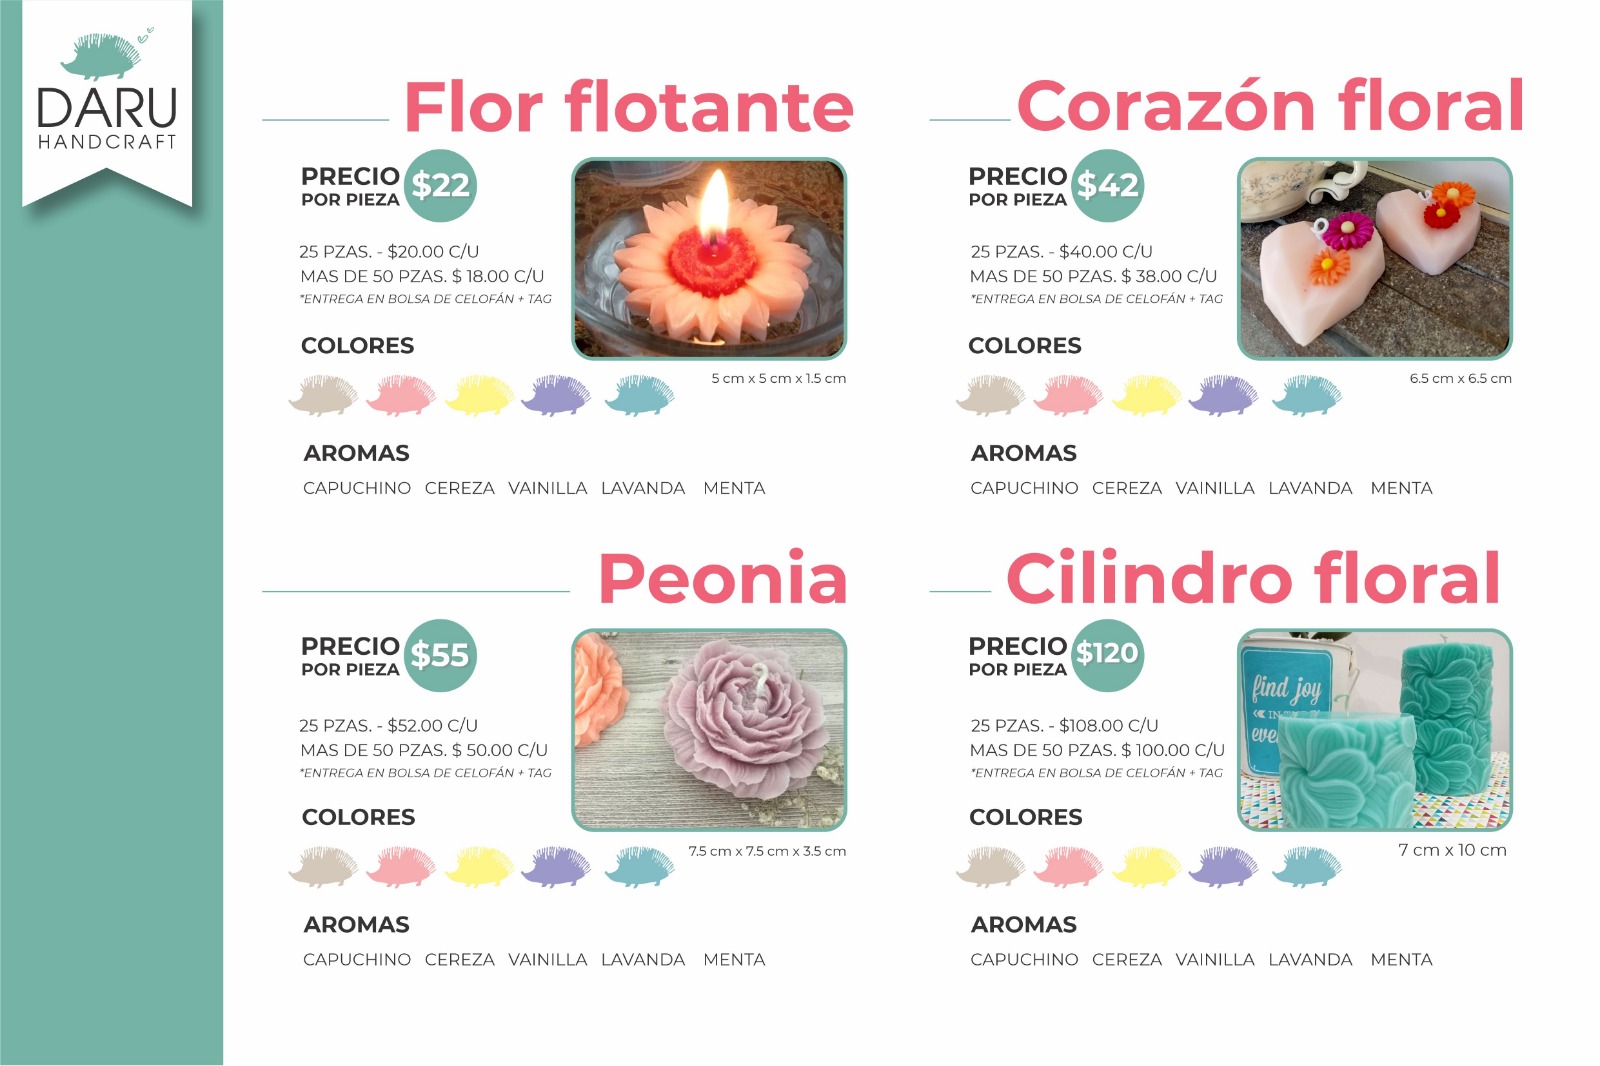 DARU
HANDCRAFT
Flor flotante
PRECIO
POR PIEZA
$22
25 PZAS. - $20.00 C/U
MAS DE 50 PZAS. $ 18.00 C/U
*ENTREGA EN BOLSA DE CELOFÁN + TAG
COLORES
5 cm x 5 cm x 1.5 cm
AROMAS
CAPUCHINO CEREZA VAINILLA LAVANDA MENTA
Corazón floral
PRECIO
POR PIEZA
$42
25 PZAS. - $40.00 C/U
MAS DE 50 PZAS. $ 38.00 C/U
*ENTREGA EN BOLSA DE CELOFÁN + TAG
COLORES
6.5 cm x 6.5 cm
AROMAS
CAPUCHINO CEREZA VAINILLA LAVANDA MENTA
Peonia
PRECIO
POR PIEZA
$55
25 PZAS. - $52.00 C/U
MAS DE 50 PZAS. $ 50.00 C/U
*ENTREGA EN BOLSA DE CELOFÁN + TAG
COLORES
7.5 cm x 7.5 cm x 3.5 cm
AROMAS
CAPUCHINO CEREZA VAINILLA LAVANDA MENTA
Cilindro floral
PRECIO
POR PIEZA
$120
25 PZAS. - $108.00 C/U
MAS DE 50 PZAS. $ 100.00 C/U
*ENTREGA EN BOLSA DE CELOFÁN + TAG
find joy
IN
COLORES
7 cm x 10 cm
AROMAS
CAPUCHINO CEREZA VAINILLA LAVANDA MENTA